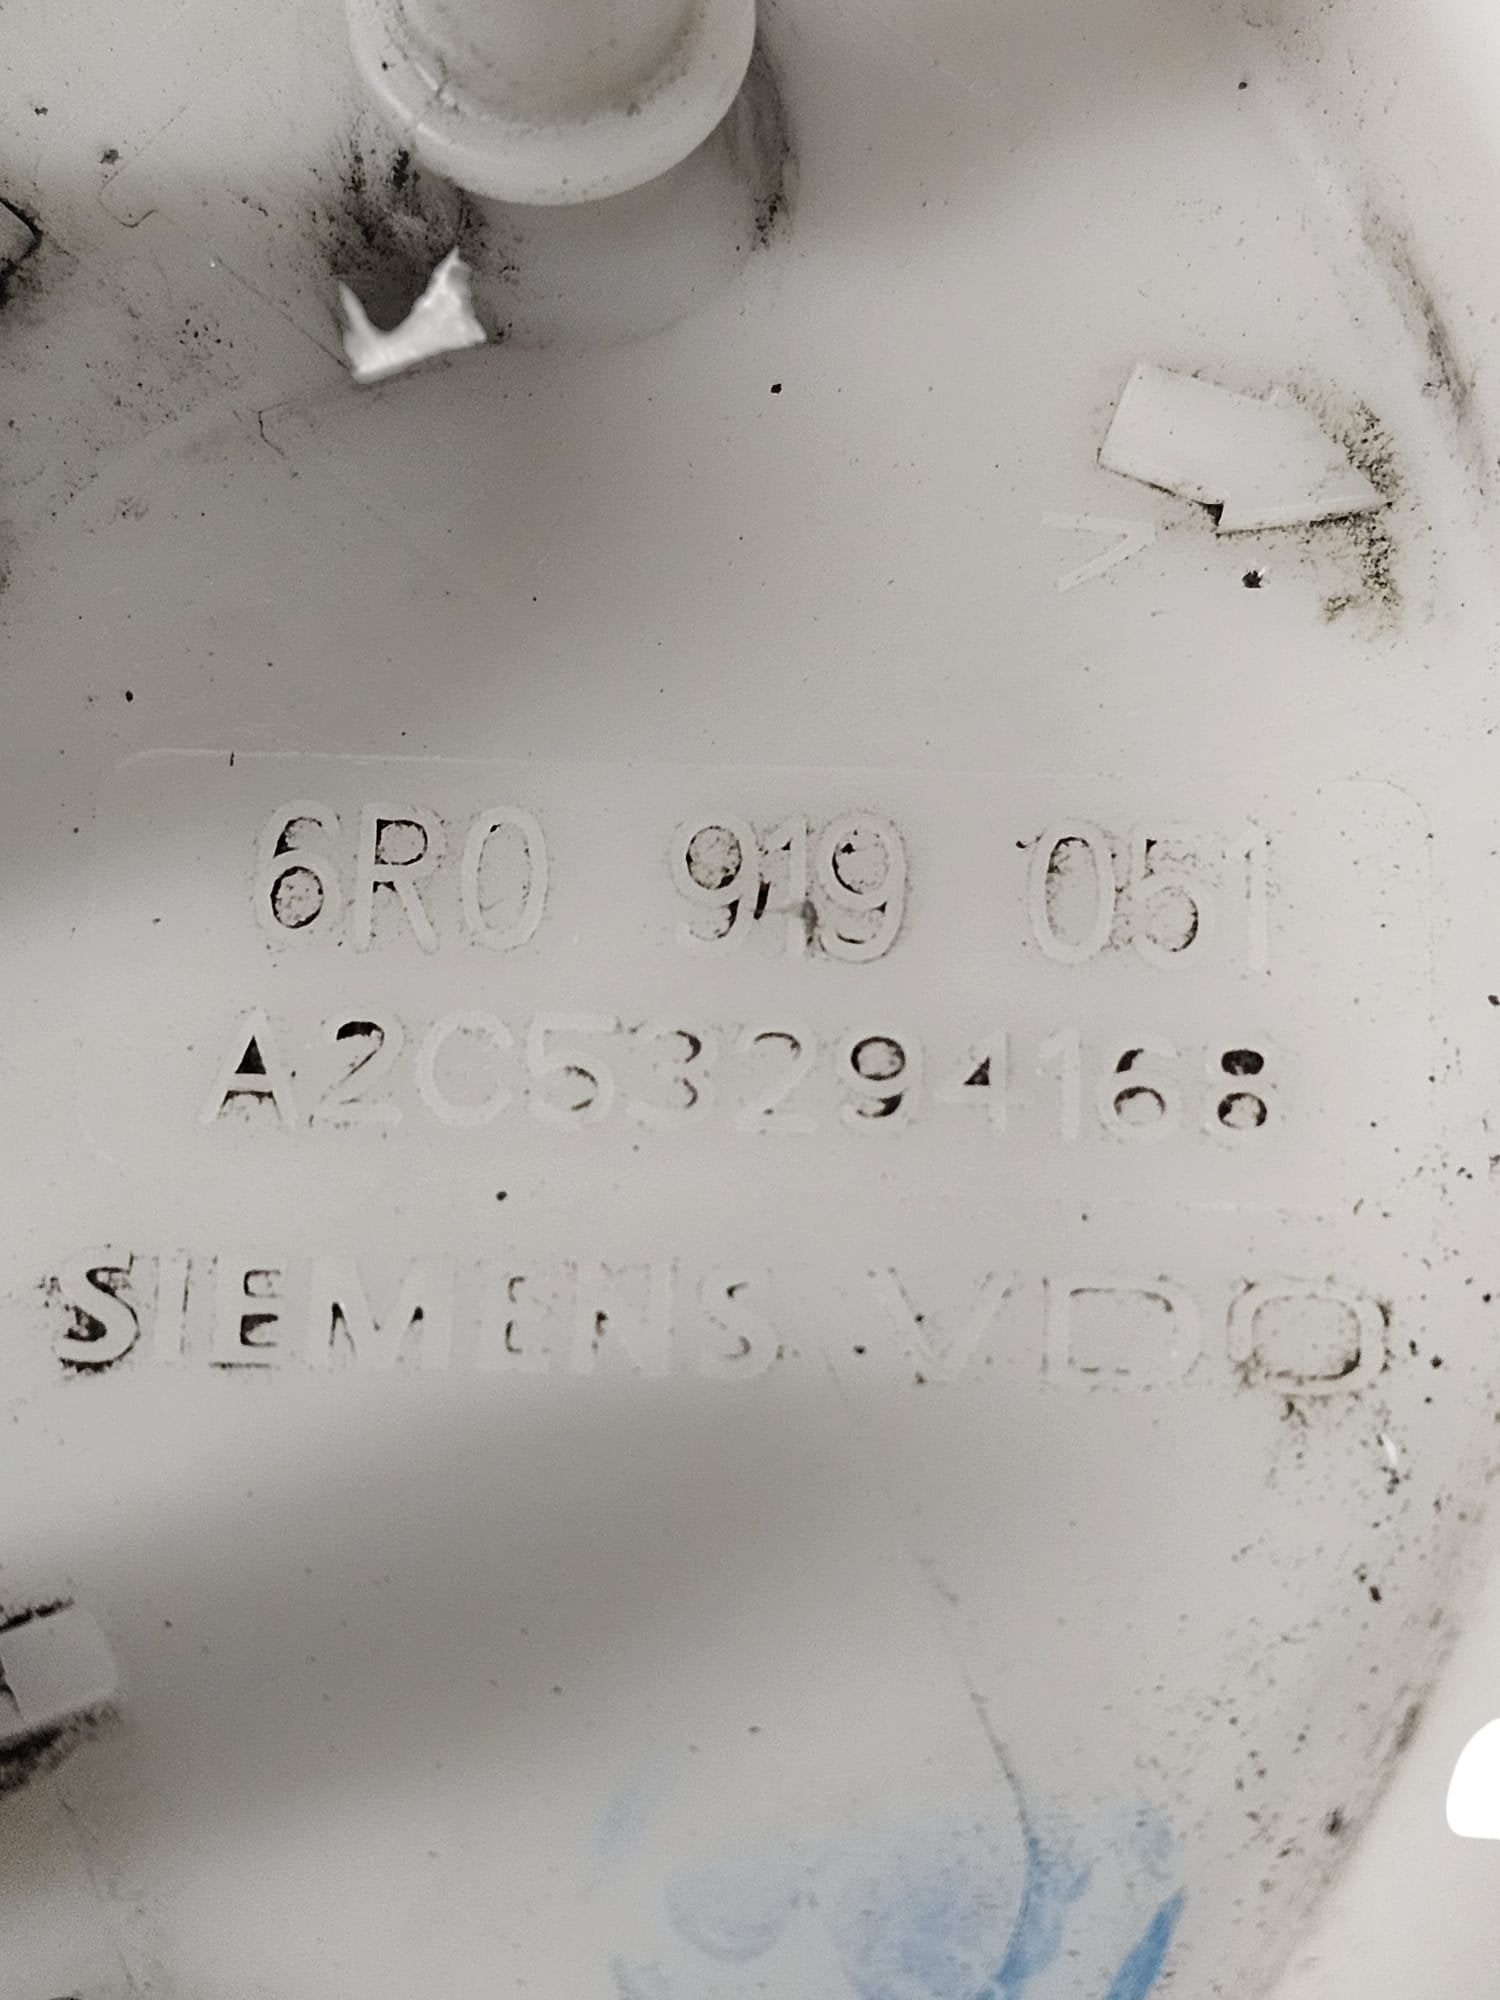 6R0 919 051
A2C53294168
SIEMENS VDO